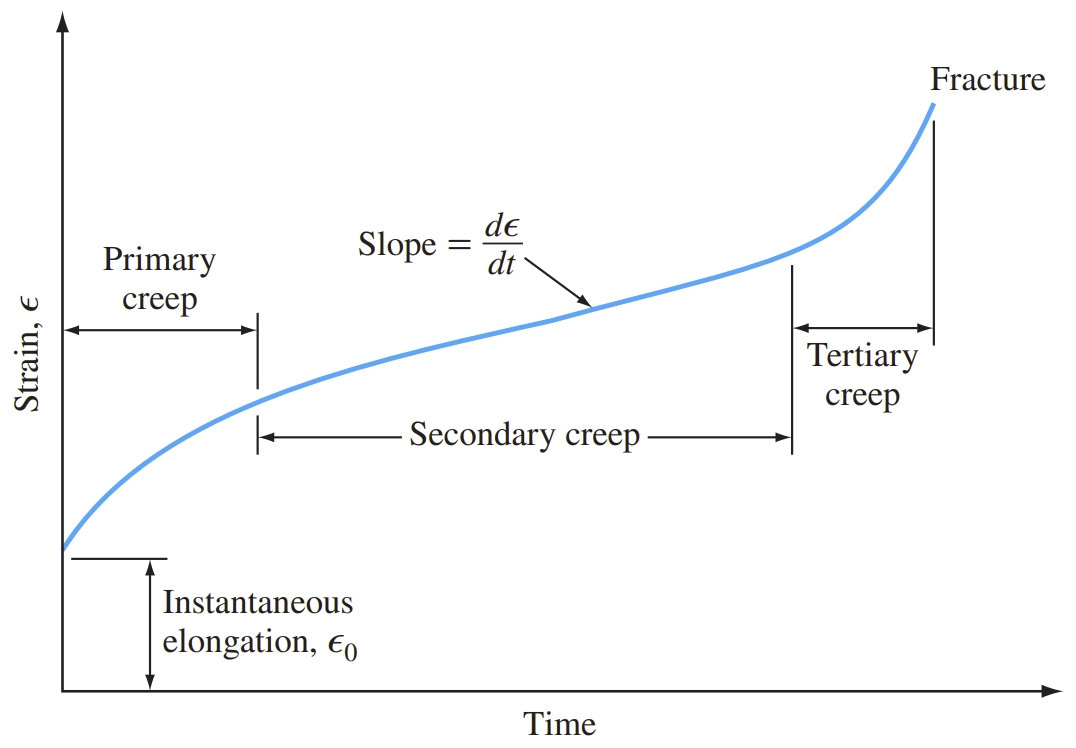 Fracture
Slope = dϵ/dt
Primary
creep
Strain, ϵ
Tertiary
creep
Secondary creep
Instantaneous
elongation, ϵ₀
Time